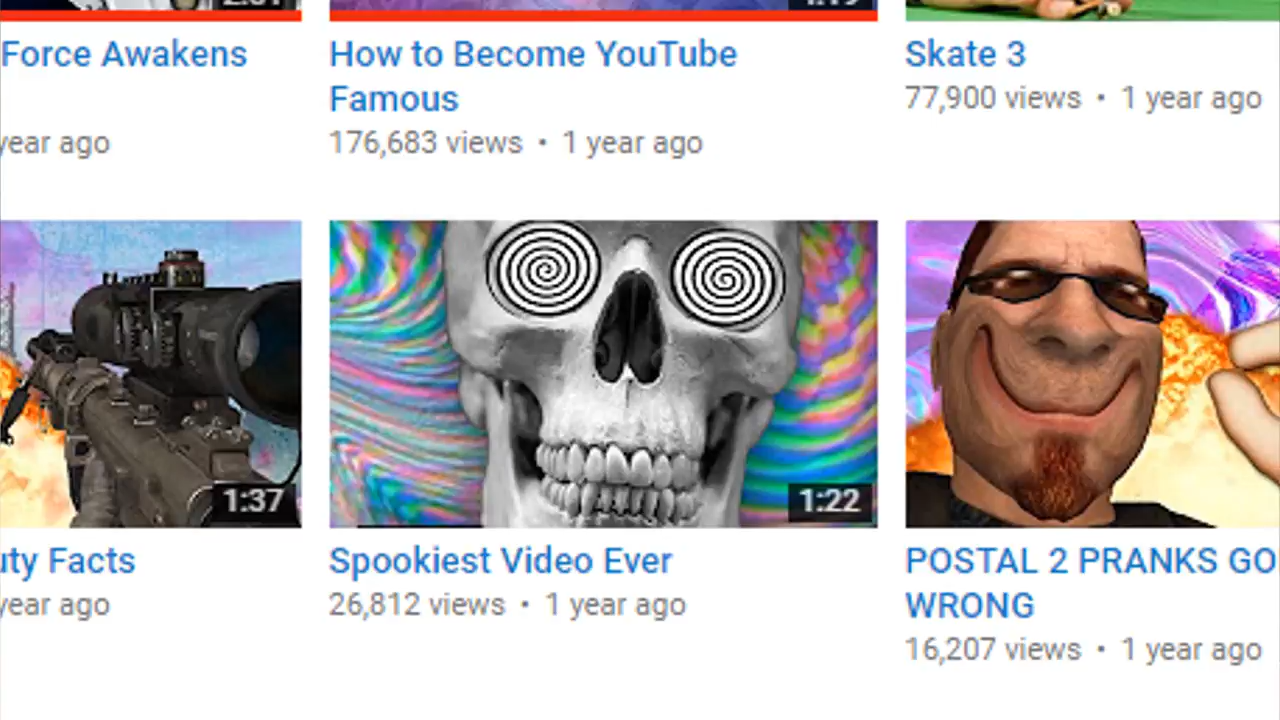 Force Awakens
How to Become YouTube
Famous
Skate 3
77,900 views • 1 year ago
year ago
176,683 views • 1 year ago
1:37
1:22
uty Facts
Spookiest Video Ever
POSTAL 2 PRANKS GO
WRONG
year ago
26,812 views • 1 year ago
16,207 views • 1 year ago